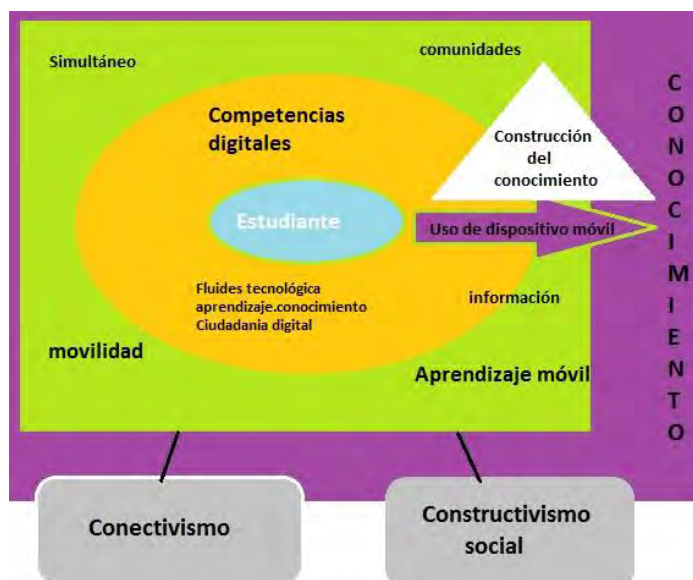 Simultáneo
comunidades
Competencias
digitales
Construcción
del
conocimiento
Estudiante
Uso de dispositivo móvil
Fluides tecnológica
aprendizaje.conocimiento
Ciudadania digital
información
movilidad
Aprendizaje móvil
CONOCIMIENTO
Conectivismo
Constructivismo
social